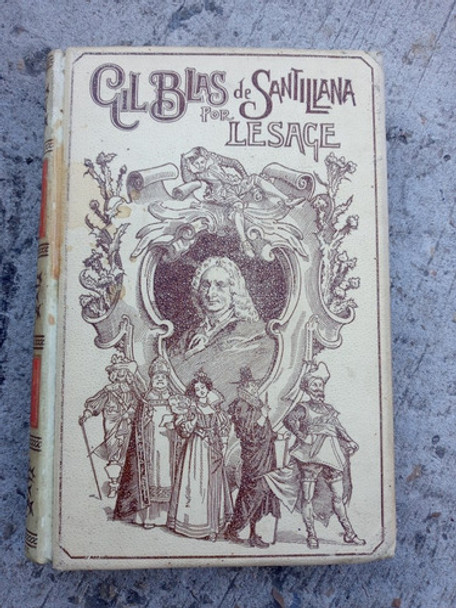 GIL BLAS de SANTILLANA
POR LESAGE